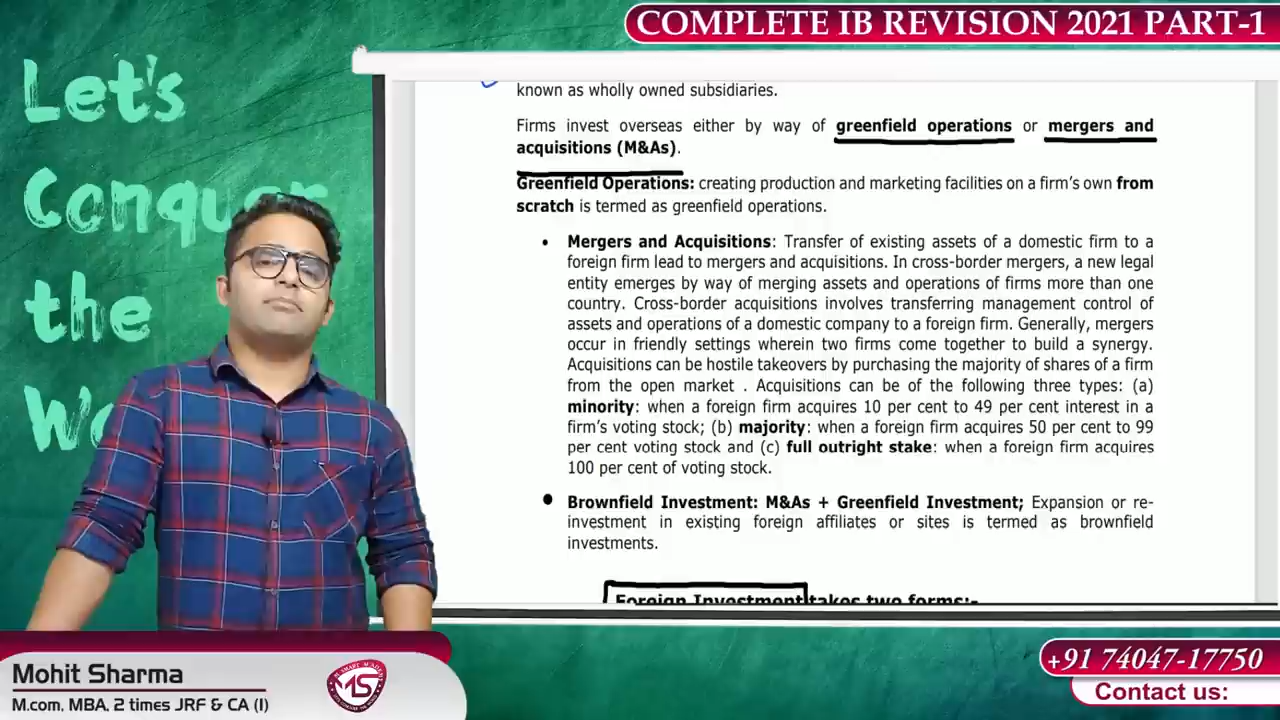 COMPLETE IB REVISION 2021 PART-1
Let's
Conquer
the
known as wholly owned subsidiaries.
Firms invest overseas either by way of greenfield operations or mergers and
acquisitions (M&As).
Greenfield Operations: creating production and marketing facilities on a firm's own from
scratch is termed as greenfield operations.
• Mergers and Acquisitions: Transfer of existing assets of a domestic firm to a
foreign firm lead to mergers and acquisitions. In cross-border mergers, a new legal
entity emerges by way of merging assets and operations of firms more than one
country. Cross-border acquisitions involves transferring management control of
assets and operations of a domestic company to a foreign firm. Generally, mergers
occur in friendly settings wherein two firms come together to build a synergy.
Acquisitions can be hostile takeovers by purchasing the majority of shares of a firm
from the open market . Acquisitions can be of the following three types: (a)
minority: when a foreign firm acquires 10 per cent to 49 per cent interest in a
firm's voting stock; (b) majority: when a foreign firm acquires 50 per cent to 99
per cent voting stock and (c) full outright stake: when a foreign firm acquires
100 per cent of voting stock.
• Brownfield Investment: M&As + Greenfield Investment; Expansion or re-
investment in existing foreign affiliates or sites is termed as brownfield
investments.
Foreign Investment takes two forms:-
Mohit Sharma
M.com, MBA, 2 times JRF & CA (I)
MS
+91 74047-17750
Contact us: